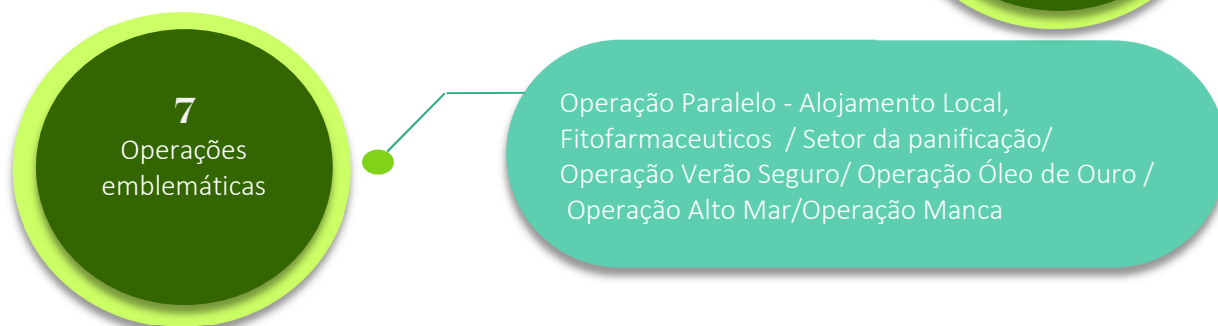 7
Operações
emblemáticas
Operação Paralelo - Alojamento Local,
Fitofarmaceuticos / Setor da panificação/
Operação Verão Seguro/ Operação Óleo de Ouro /
Operação Alto Mar/Operação Manca